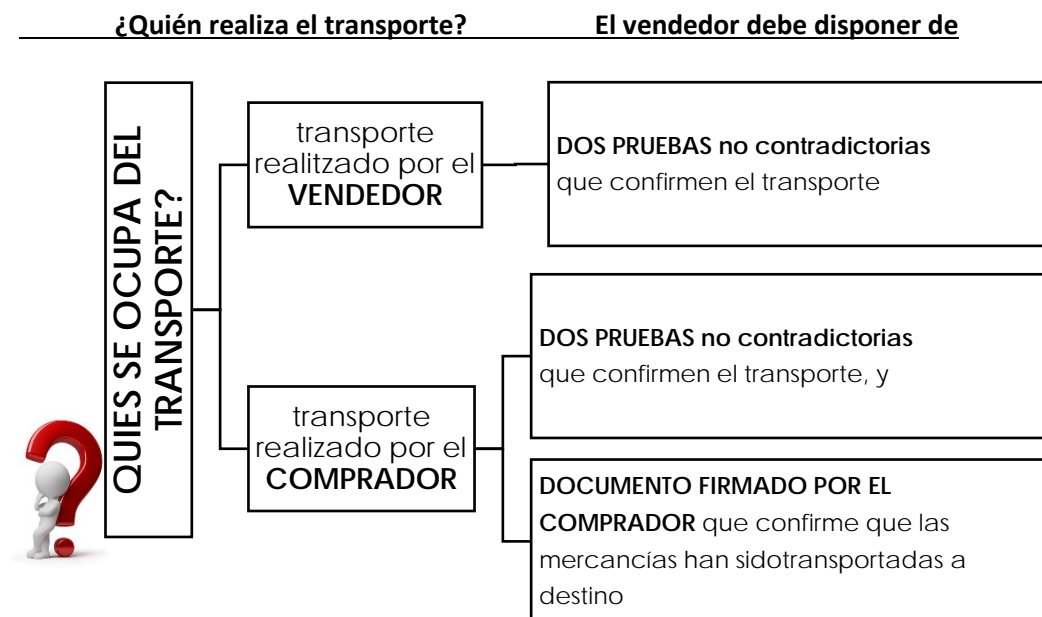 ¿Quién realiza el transporte? El vendedor debe disponer de
QUIES SE OCUPA DEL
TRANSPORTE?
transporte
realitzado por el
VENDEDOR
DOS PRUEBAS no contradictorias
que confirmen el transporte
transporte
realizado por el
COMPRADOR
DOS PRUEBAS no contradictorias
que confirmen el transporte, y
DOCUMENTO FIRMADO POR EL
COMPRADOR que confirme que las
mercancías han sidotransportadas a
destino